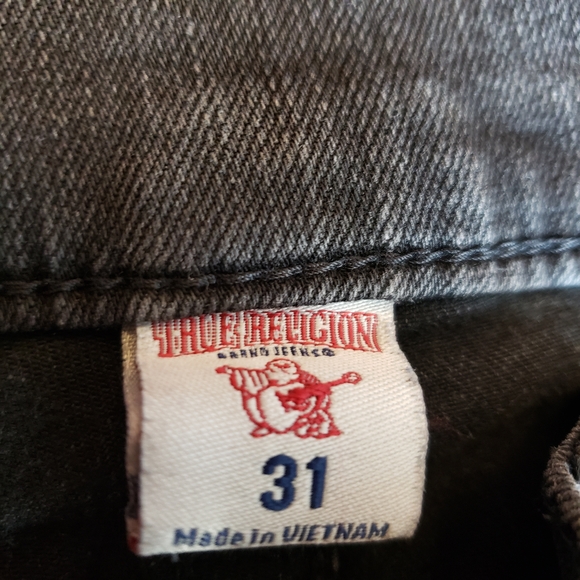 TRUE RELIGION
BRAND JEANS®
31
Made in VIETNAM